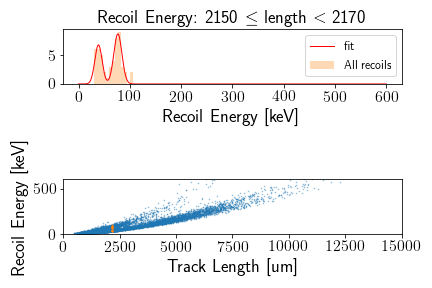 Recoil Energy: 2150 ≤ length < 2170
5
0
fit
All recoils
0 100 200 300 400 500 600
Recoil Energy [keV]
Recoil Energy [keV]
500
0
0 2500 5000 7500 10000 12500 15000
Track Length [um]